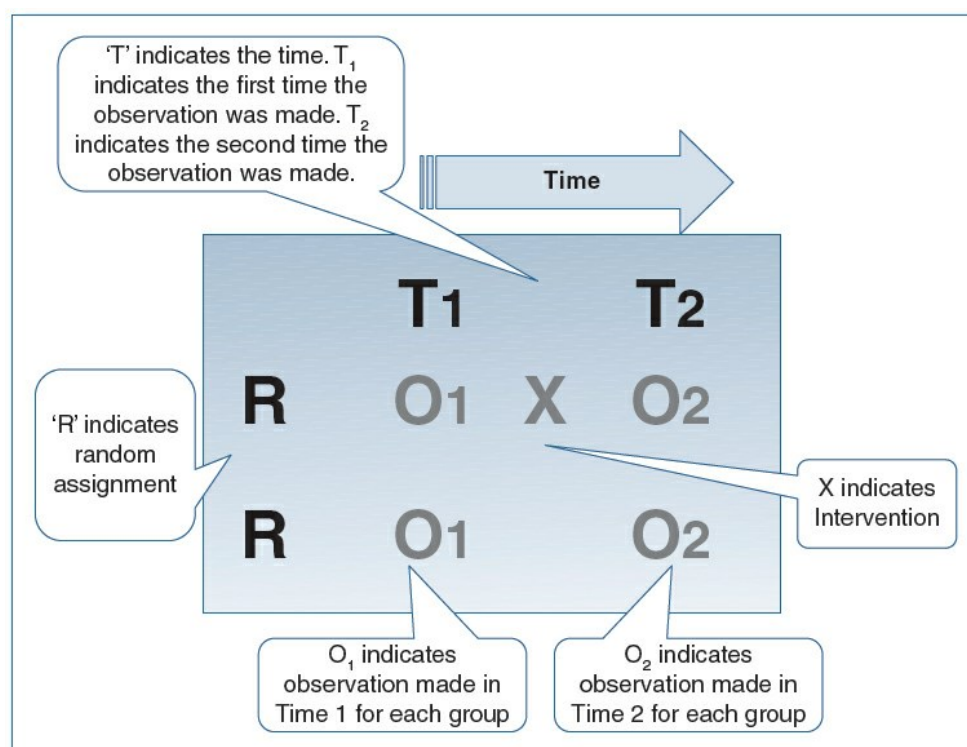 ‘T’ indicates the time. T₁
indicates the first time the
observation was made. T₂
indicates the second time the
observation was made.
Time
T1 T2
R O1 X O2
‘R’ indicates
random
assignment
X indicates
Intervention
R O1 O2
O₁ indicates
observation made in
Time 1 for each group
O₂ indicates
observation made in
Time 2 for each group